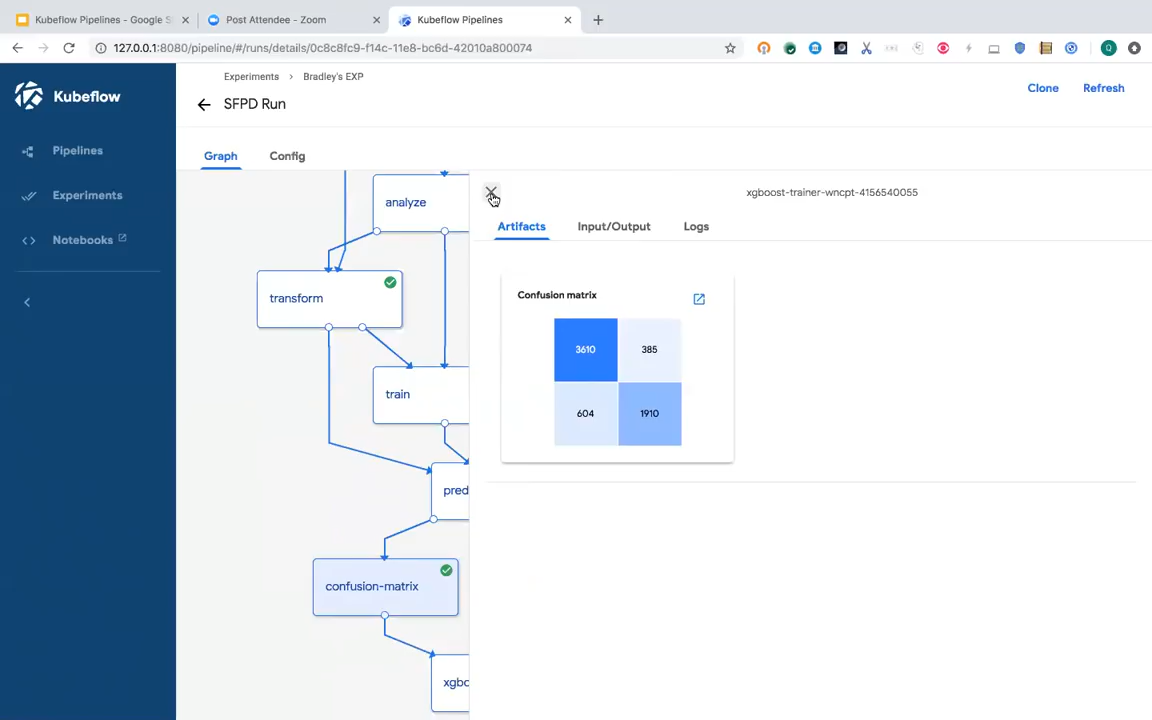 Kubeflow Pipelines - Google S
Post Attendee - Zoom
Kubeflow Pipelines
127.0.0.1:8080/pipeline/#/runs/details/0c8c8fc9-f14c-11e8-bc6d-42010a800074
Q
Kubeflow
Pipelines
Experiments
Notebooks
Experiments › Bradley's EXP
SFPD Run
Clone
Refresh
Graph
Config
analyze
transform
train
pred
confusion-matrix
xgbo
xgboost-trainer-wncpt-4156540055
Artifacts
Input/Output
Logs
Confusion matrix
3610
385
604
1910